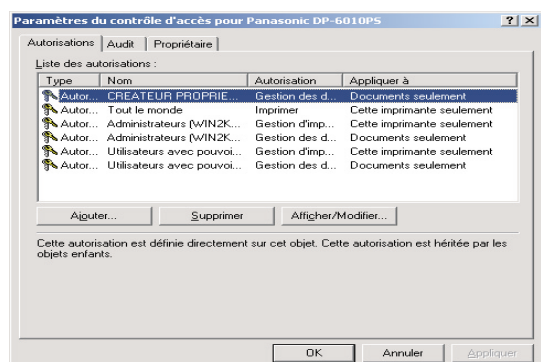 Paramètres du contrôle d'accès pour Panasonic DP-6010PS
Autorisations Audit Propriétaire
Liste des autorisations :
Type Nom Autorisation Appliquer à
Autor... CREATEUR PROPRIE... Gestion des d... Documents seulement
Autor... Tout le monde Imprimer Cette imprimante seulement
Autor... Administrateurs (WIN2K... Gestion d'imp... Cette imprimante seulement
Autor... Administrateurs (WIN2K... Gestion des d... Documents seulement
Autor... Utilisateurs avec pouvoi... Gestion d'imp... Cette imprimante seulement
Autor... Utilisateurs avec pouvoi... Gestion des d... Documents seulement
Ajouter... Supprimer Afficher/Modifier...
Cette autorisation est définie directement sur cet objet. Cette autorisation est héritée par les
objets enfants.
OK Annuler Appliquer